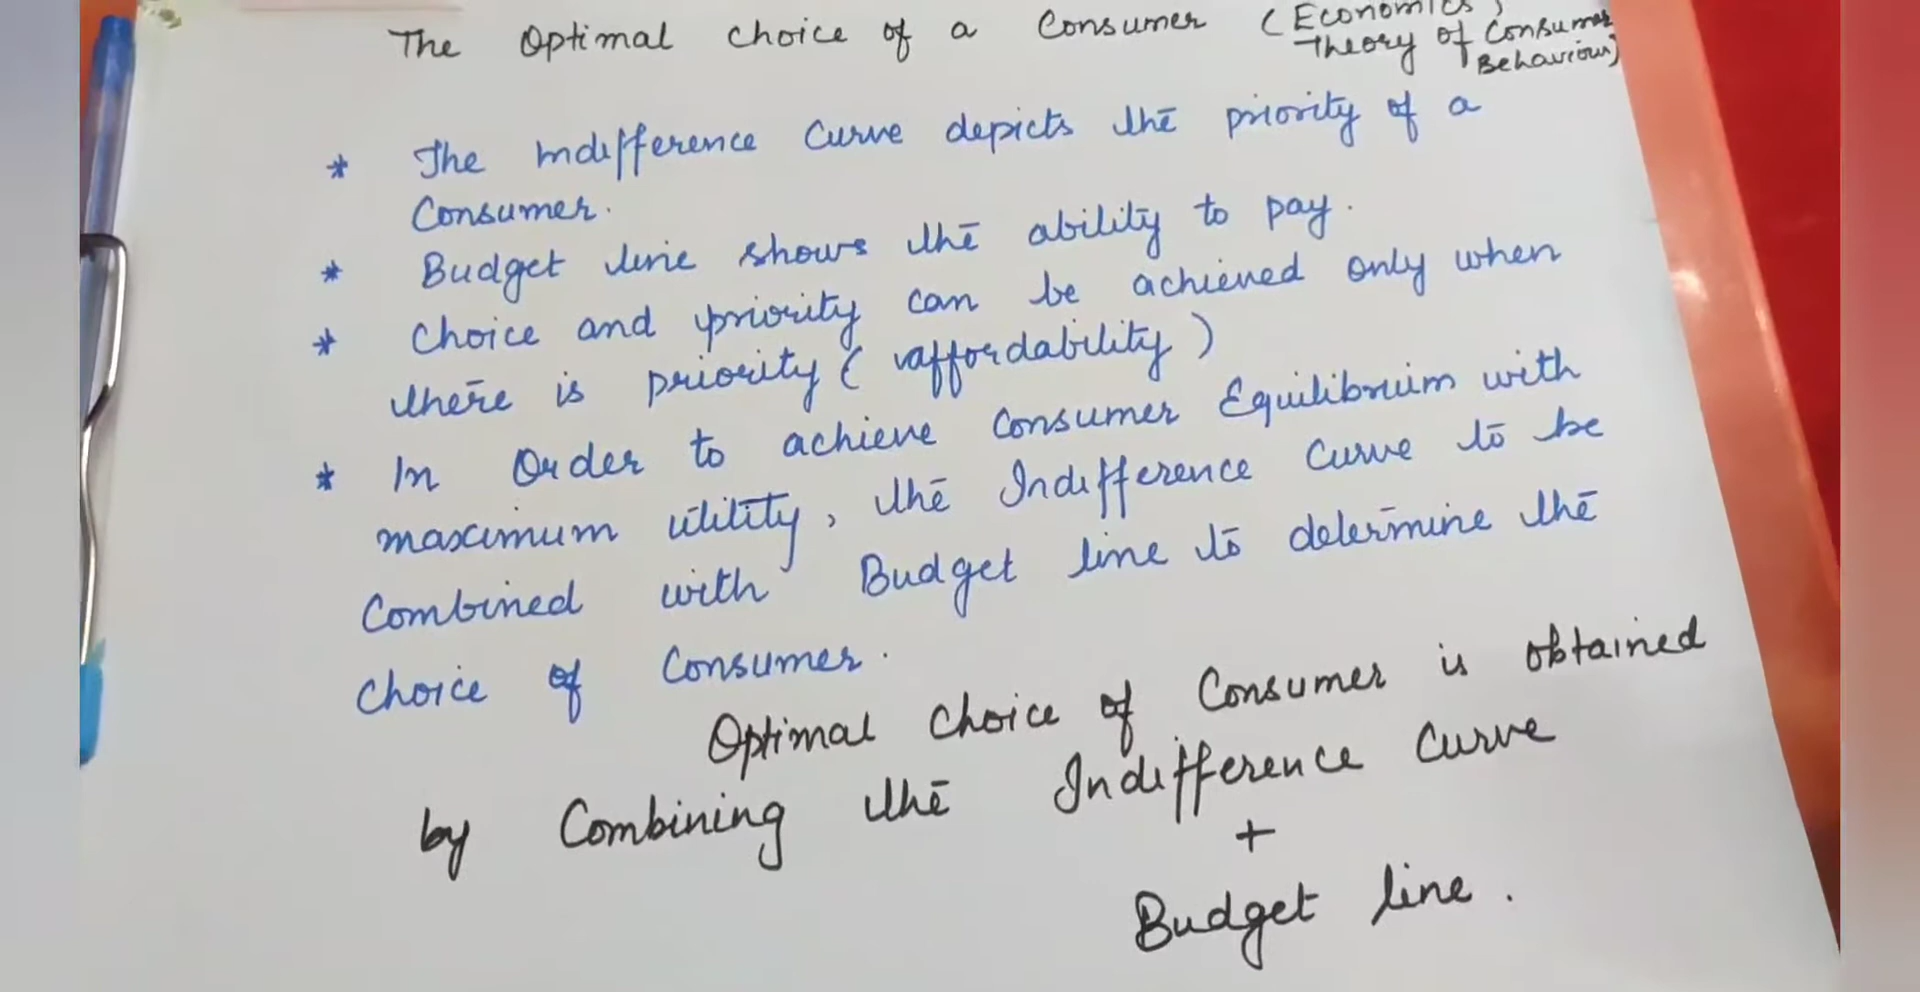 The Optimal choice of a Consumer (Economics,
Theory of Consumer
Behaviour)
* The Indifference Curve depicts the priority of a
Consumer.
* Budget line shows the ability to pay.
* Choice and priority can be achieved only when
there is priority (affordability)
* In Order to achieve Consumer Equilibruim with
maximum utility, the Indifference Curve to be
Combined with Budget line to determine the
choice of Consumer.
Optimal choice of Consumer is obtained
by Combining the Indifference Curve
+
Budget line.